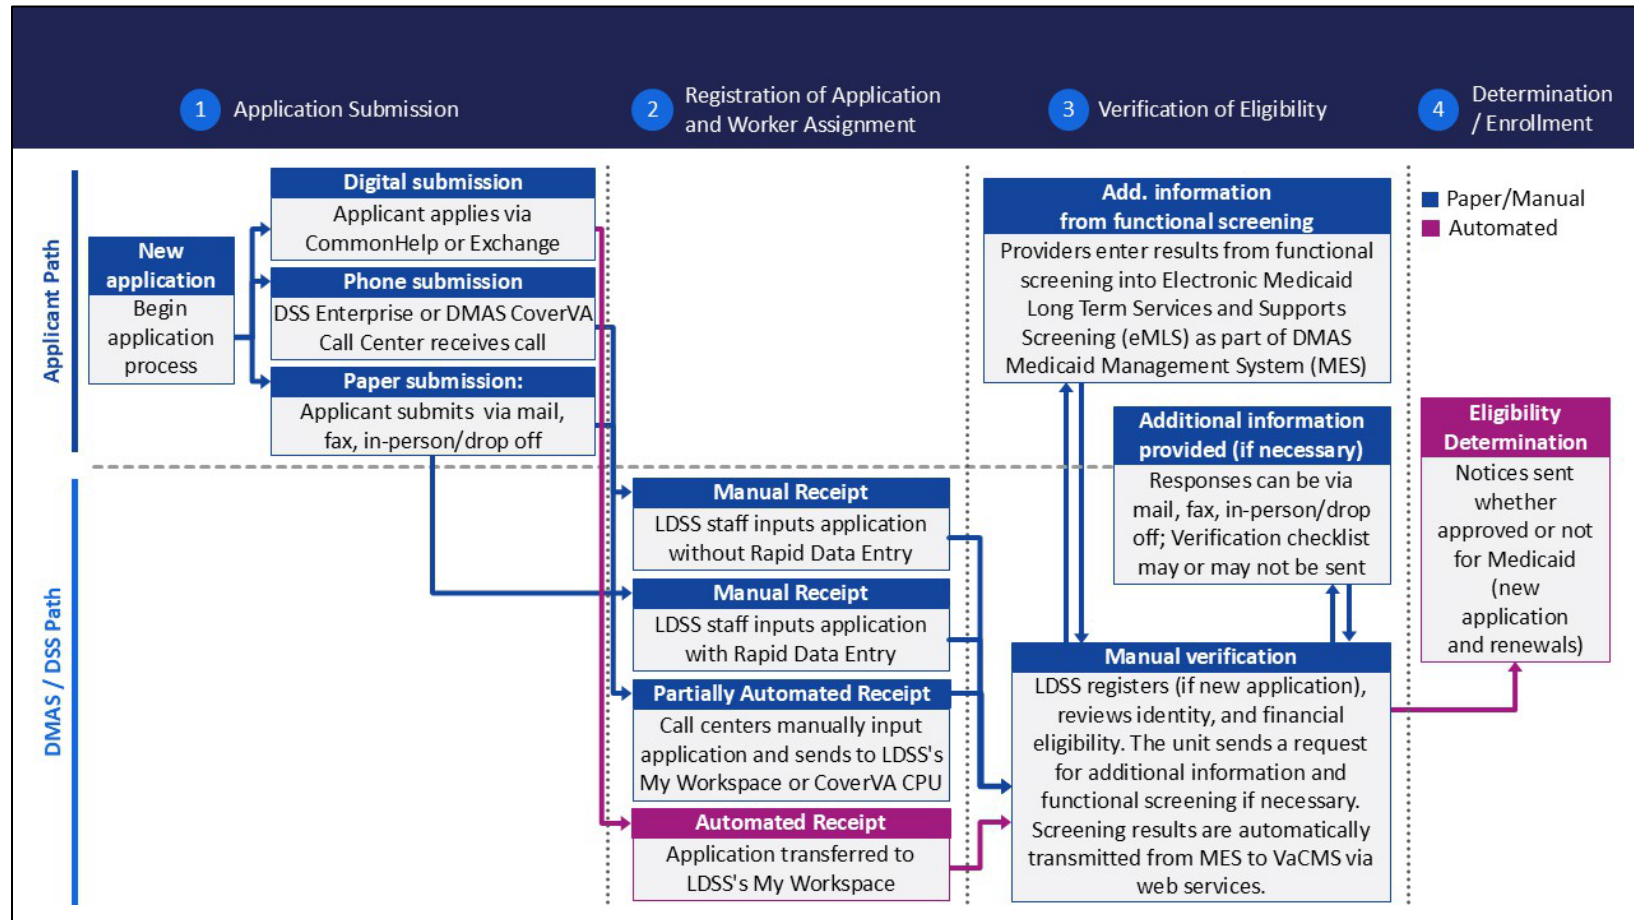 1 Application Submission
2 Registration of Application
and Worker Assignment
3 Verification of Eligibility
4 Determination
/ Enrollment
Applicant Path
New
application
Begin
application
process
Digital submission
Applicant applies via
CommonHelp or Exchange
Phone submission
DSS Enterprise or DMAS CoverVA
Call Center receives call
Paper submission:
Applicant submits via mail,
fax, in-person/drop off
Add. information
from functional screening
Providers enter results from functional
screening into Electronic Medicaid
Long Term Services and Supports
Screening (eMLS) as part of DMAS
Medicaid Management System (MES)
Paper/Manual
Automated
Additional information
provided (if necessary)
Responses can be via
mail, fax, in-person/drop
off; Verification checklist
may or may not be sent
Eligibility
Determination
Notices sent
whether
approved or not
for Medicaid
(new
application
and renewals)
DMAS / DSS Path
Manual Receipt
LDSS staff inputs application
without Rapid Data Entry
Manual Receipt
LDSS staff inputs application
with Rapid Data Entry
Partially Automated Receipt
Call centers manually input
application and sends to LDSS's
My Workspace or CoverVA CPU
Automated Receipt
Application transferred to
LDSS's My Workspace
Manual verification
LDSS registers (if new application),
reviews identity, and financial
eligibility. The unit sends a request
for additional information and
functional screening if necessary.
Screening results are automatically
transmitted from MES to VaCMS via
web services.